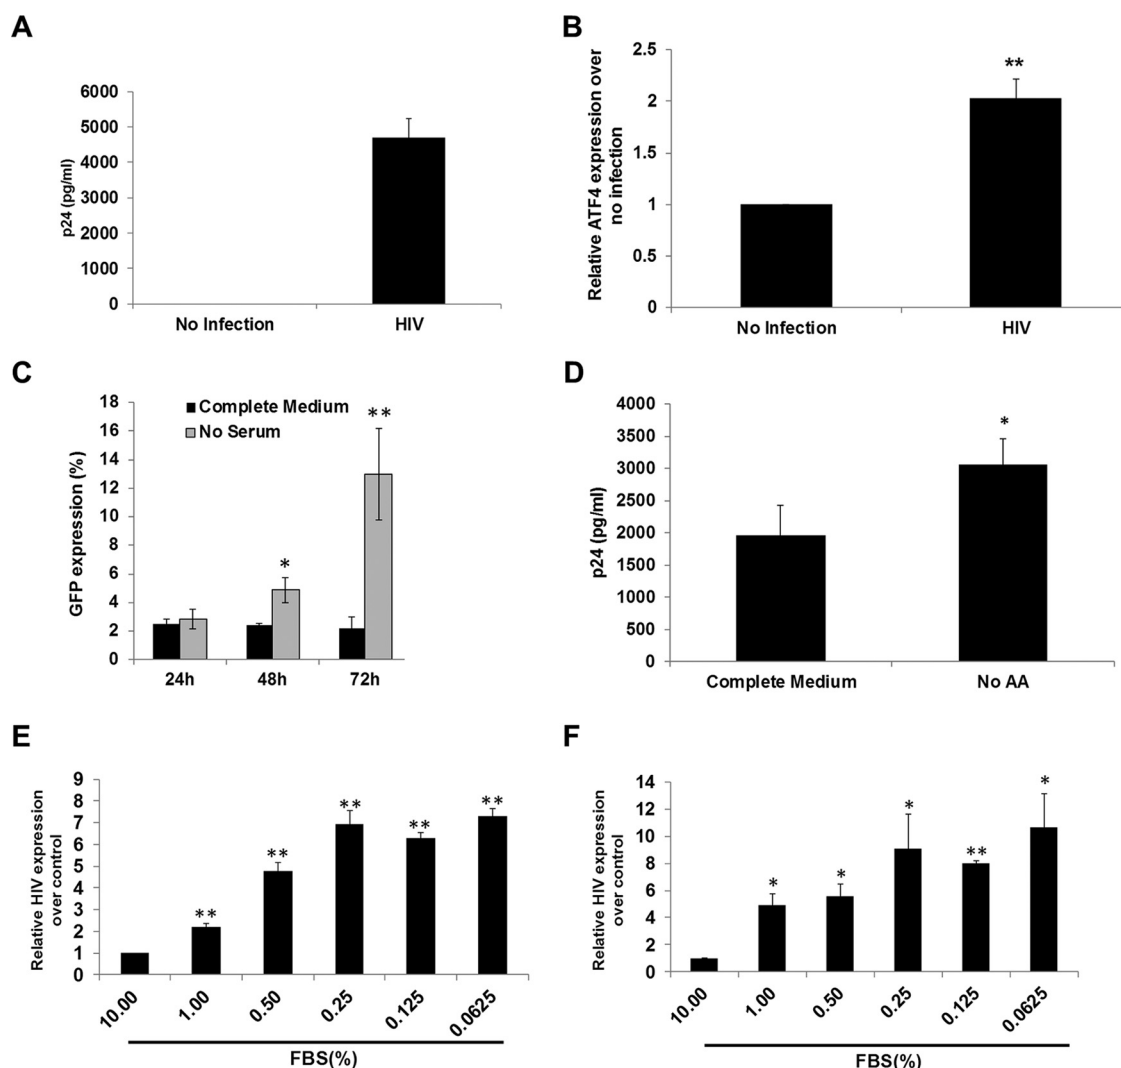 A
6000
5000
4000
3000
2000
1000
0
p24 (pg/ml)
No Infection
HIV
B
2.5
2
1.5
1
0.5
0
Relative ATF4 expression over
no infection
**
No Infection
HIV
C
18
16
14
12
10
8
6
4
2
0
GFP expression (%)
Complete Medium
No Serum
*
**
24h
48h
72h
D
4000
3500
3000
2500
2000
1500
1000
500
0
p24 (pg/ml)
*
Complete Medium
No AA
E
9
8
7
6
5
4
3
2
1
0
Relative HIV expression
over control
**
**
**
**
**
10.00
1.00
0.50
0.25
0.125
0.0625
FBS(%)
F
14
12
10
8
6
4
2
0
Relative HIV expression
over control
*
*
*
**
*
10.00
1.00
0.50
0.25
0.125
0.0625
FBS(%)